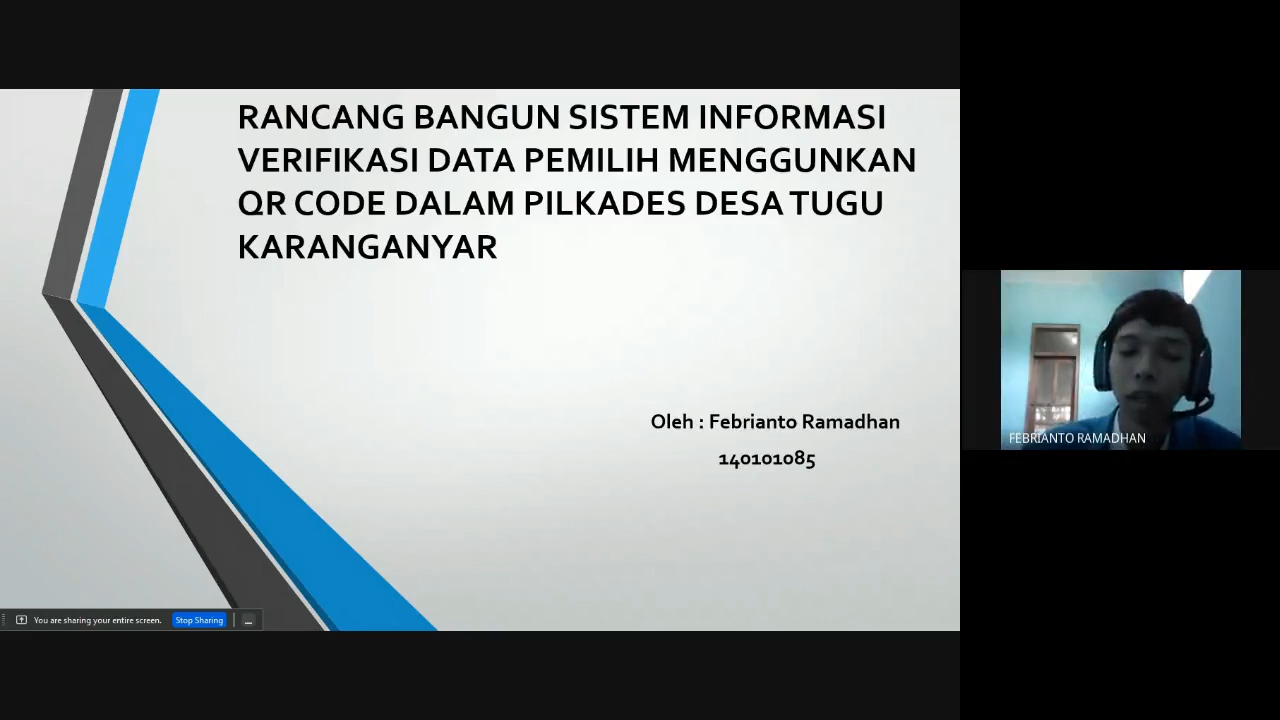 RANCANG BANGUN SISTEM INFORMASI
VERIFIKASI DATA PEMILIH MENGGUNKAN
QR CODE DALAM PILKADES DESA TUGU
KARANGANYAR
Oleh : Febrianto Ramadhan
140101085
FEBRIANTO RAMADHAN
You are sharing your entire screen.
Stop Sharing